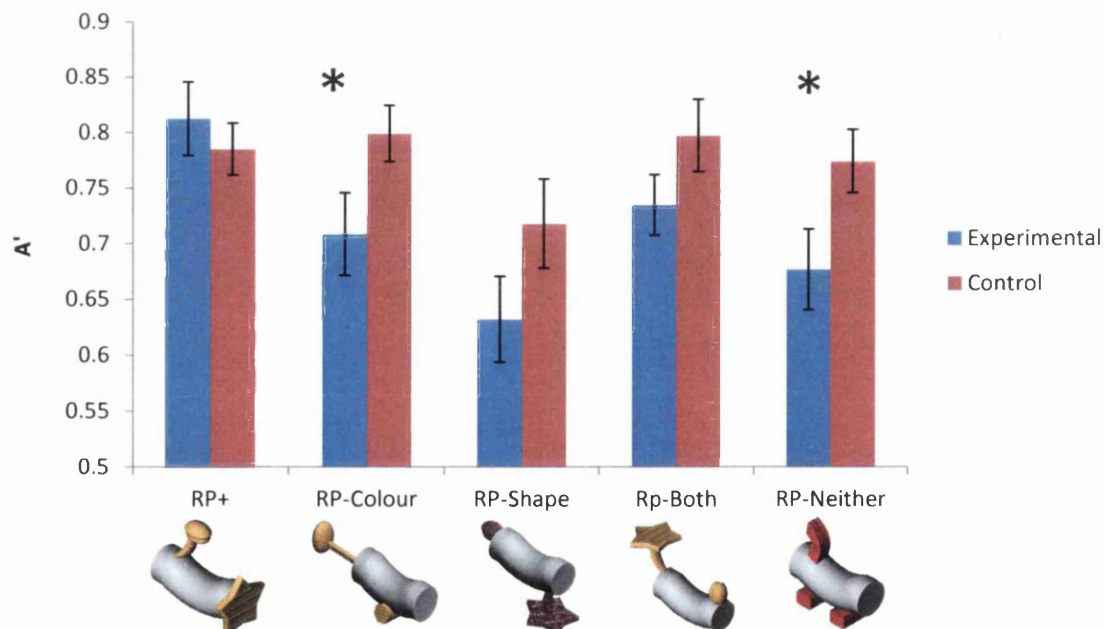 0.9
0.85
0.8
0.75
0.7
0.65
0.6
0.55
0.5
A'
*
*
Experimental
Control
RP+ RP-Colour RP-Shape Rp-Both RP-Neither